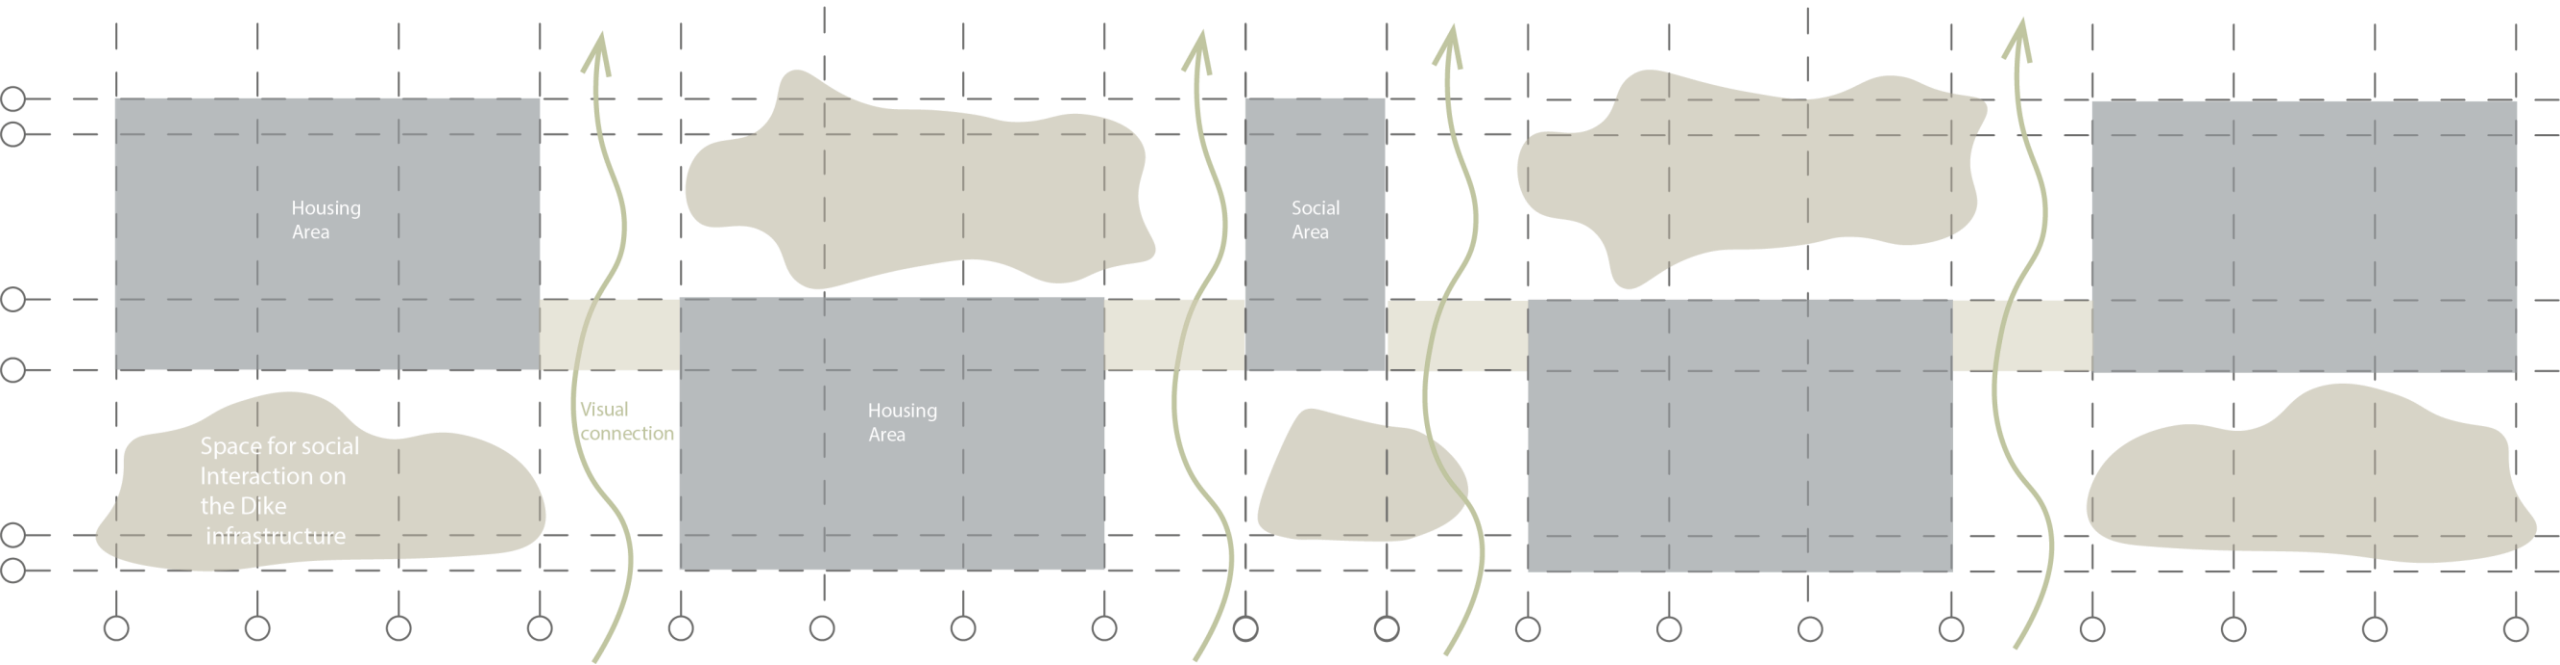 Housing
Area
Social
Area
Visual
connection
Housing
Area
Space for social
Interaction on
the Dike
infrastructure